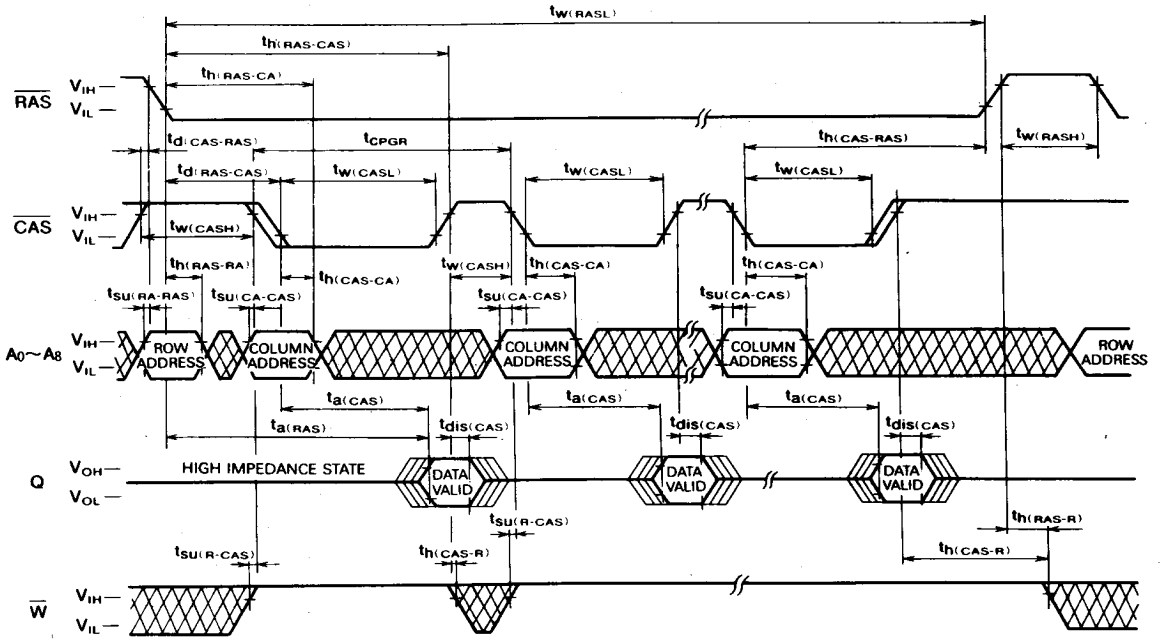 tw(RASL)
th(RAS-CAS)
th(RAS-CA)
RAS
VIH
VIL
td(CAS-RAS)
tCPGR
th(CAS-RAS)
tw(RASH)
td(RAS-CAS)
tw(CASL)
tw(CASL)
tw(CASL)
CAS
VIH
VIL
tw(CASH)
th(RAS-RA)
th(CAS-CA)
tw(CASH)
th(CAS-CA)
th(CAS-CA)
tsu(RA-RAS)
tsu(CA-CAS)
tsu(CA-CAS)
tsu(CA-CAS)
A0~A8
VIH
VIL
ROW ADDRESS
COLUMN ADDRESS
COLUMN ADDRESS
COLUMN ADDRESS
ROW ADDRESS
ta(CAS)
ta(CAS)
ta(CAS)
ta(RAS)
tdis(CAS)
tdis(CAS)
tdis(CAS)
Q
VOH
VOL
HIGH IMPEDANCE STATE
DATA VALID
DATA VALID
DATA VALID
tsu(R-CAS)
th(RAS-R)
tsu(R-CAS)
th(CAS-R)
th(CAS-R)
W
VIH
VIL